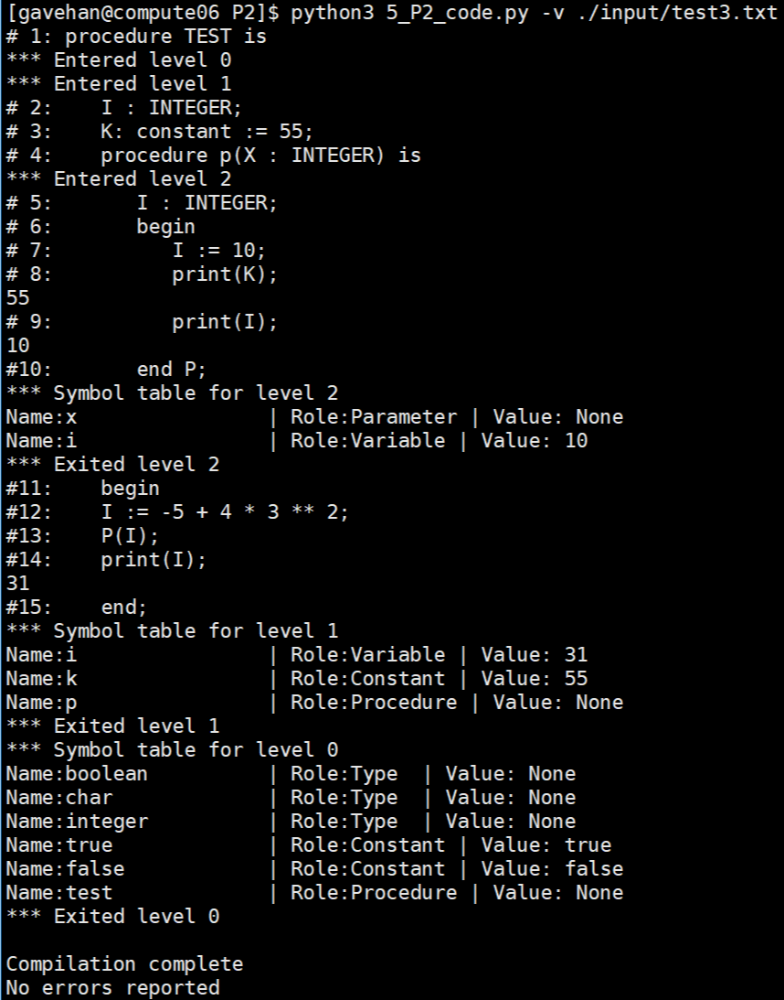 [gavehan@compute06 P2]$ python3 5_P2_code.py -v ./input/test3.txt
# 1: procedure TEST is
*** Entered level 0
*** Entered level 1
# 2:    I : INTEGER;
# 3:    K: constant := 55;
# 4:    procedure p(X : INTEGER) is
*** Entered level 2
# 5:       I : INTEGER;
# 6:       begin
# 7:          I := 10;
# 8:          print(K);
55
# 9:          print(I);
10
#10:       end P;
*** Symbol table for level 2
Name:x                | Role:Parameter | Value: None
Name:i                | Role:Variable | Value: 10
*** Exited level 2
#11:    begin
#12:    I := -5 + 4 * 3 ** 2;
#13:    P(I);
#14:    print(I);
31
#15:    end;
*** Symbol table for level 1
Name:i                | Role:Variable | Value: 31
Name:k                | Role:Constant | Value: 55
Name:p                | Role:Procedure | Value: None
*** Exited level 1
*** Symbol table for level 0
Name:boolean          | Role:Type  | Value: None
Name:char             | Role:Type  | Value: None
Name:integer          | Role:Type  | Value: None
Name:true             | Role:Constant | Value: true
Name:false            | Role:Constant | Value: false
Name:test             | Role:Procedure | Value: None
*** Exited level 0

Compilation complete
No errors reported